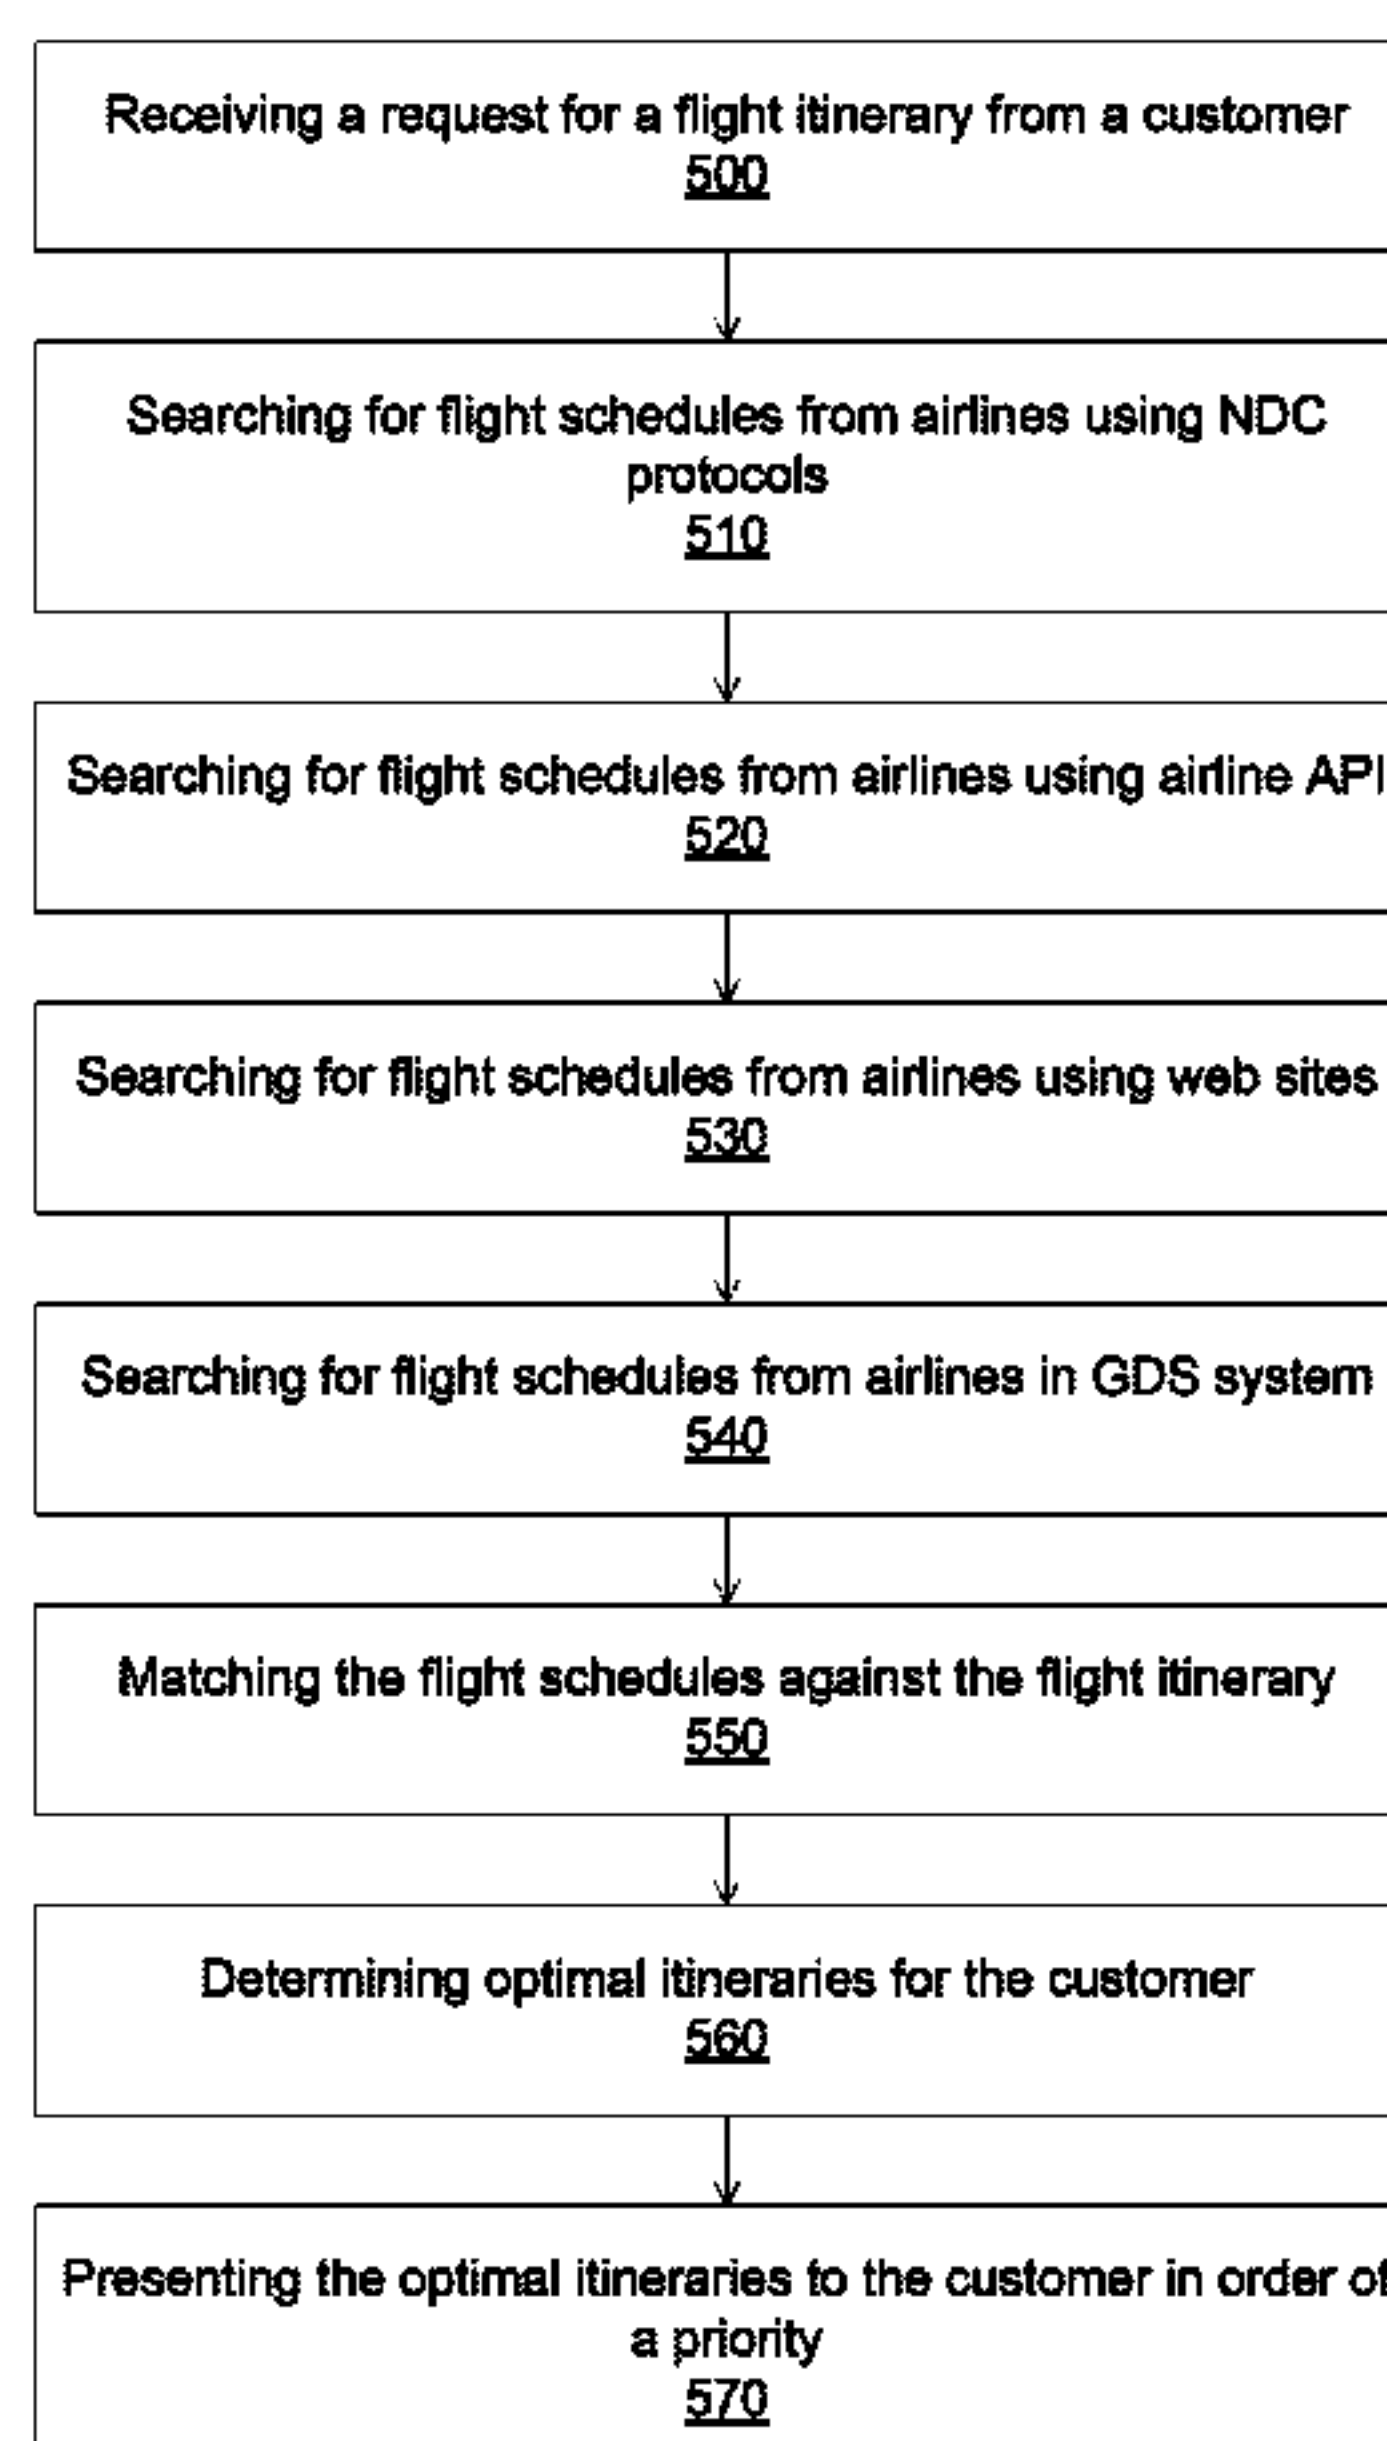 Receiving a request for a flight itinerary from a customer
500
Searching for flight schedules from airlines using NDC
protocols
510
Searching for flight schedules from airlines using airline API
520
Searching for flight schedules from airlines using web sites
530
Searching for flight schedules from airlines in GDS system
540
Matching the flight schedules against the flight itinerary
550
Determining optimal itineraries for the customer
560
Presenting the optimal itineraries to the customer in order of
a priority
570